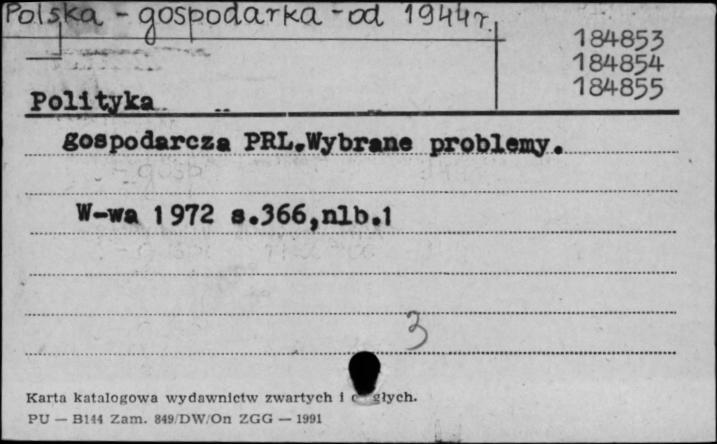 Polska - gospodarka - od 1944r.
184853
184854
184855
Polityka
gospodarcza PRL.Wybrane problemy.
W-wa 1972 s.366,nlb.1
3
Karta katalogowa wydawnictw zwartych i
PU — B144 Zam. 849/DW/On ZGG — 1991